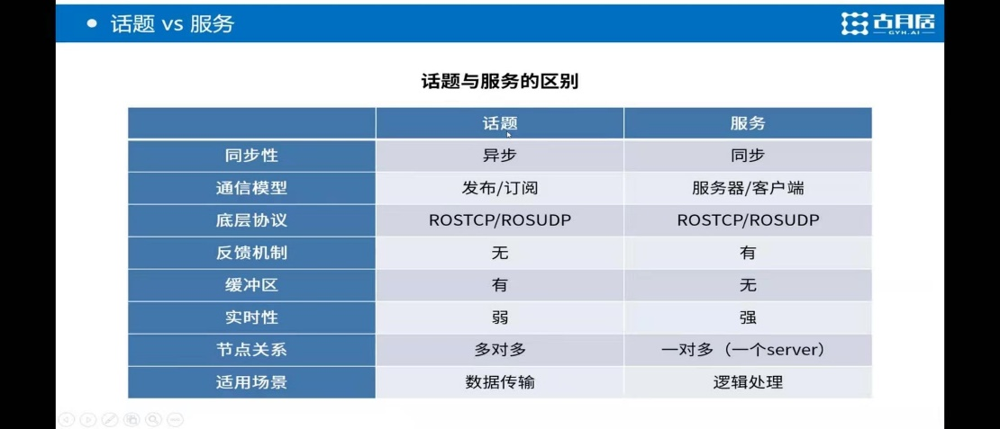 话题 vs 服务
古月居
GYH.AI
话题与服务的区别
话题 服务
同步性 异步 同步
通信模型 发布/订阅 服务器/客户端
底层协议 ROSTCP/ROSUDP ROSTCP/ROSUDP
反馈机制 无 有
缓冲区 有 无
实时性 弱 强
节点关系 多对多 一对多（一个server）
适用场景 数据传输 逻辑处理